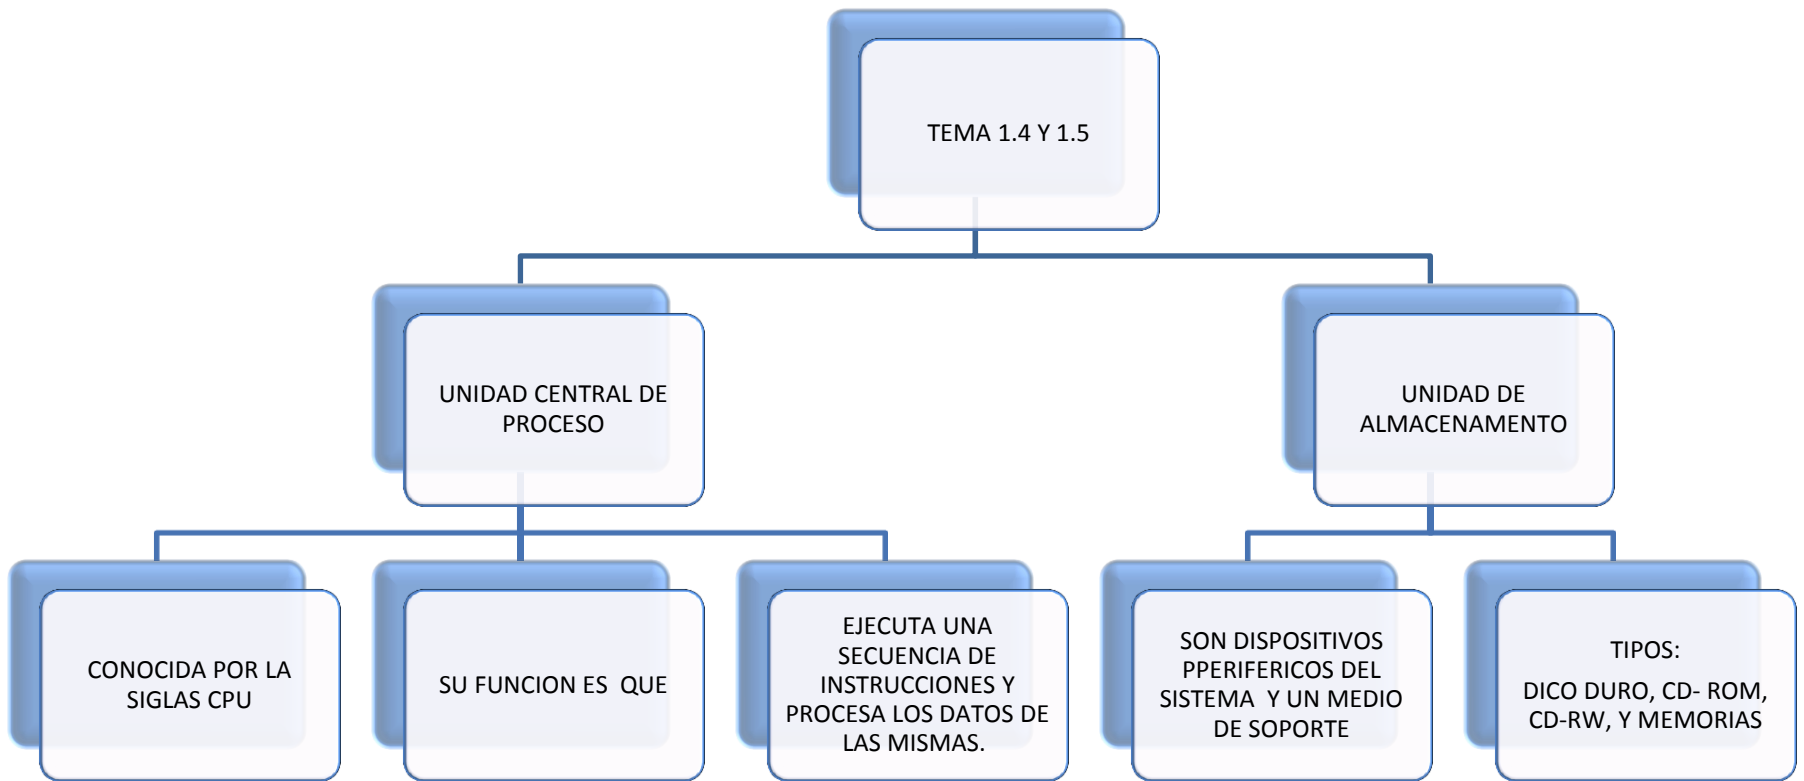 TEMA 1.4 Y 1.5
UNIDAD CENTRAL DE
PROCESO
UNIDAD DE
ALMACENAMENTO
CONOCIDA POR LA
SIGLAS CPU
SU FUNCION ES  QUE
EJECUTA UNA
SECUENCIA DE
INSTRUCCIONES Y
PROCESA LOS DATOS DE
LAS MISMAS.
SON DISPOSITIVOS
PPERIFERICOS DEL
SISTEMA  Y UN MEDIO
DE SOPORTE
TIPOS:
DICO DURO, CD- ROM,
CD-RW, Y MEMORIAS